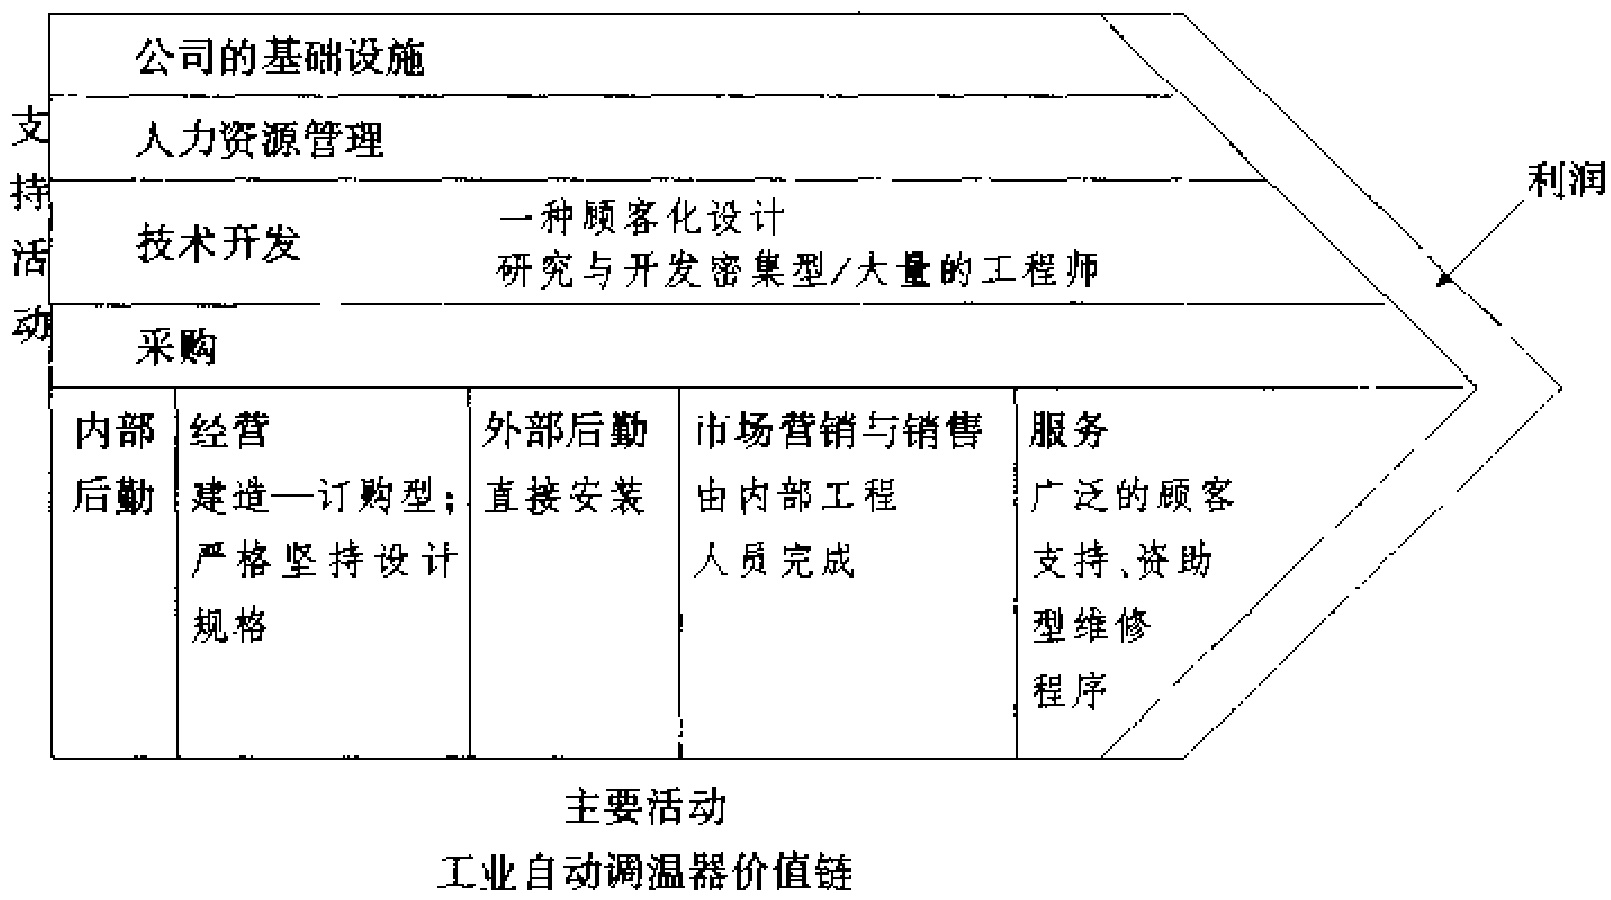 公司的基础设施
人力资源管理
支持活动
技术开发
一种顾客化设计
研究与开发密集型/大量的工程师
采购
利润
内部
后勤
经营
建造—订购型;
严格坚持设计
规格
外部后勤
直接安装
市场营销与销售
由内部工程
人员完成
服务
广泛的顾客
支持、资助
型维修
程序
主要活动
工业自动调温器价值链